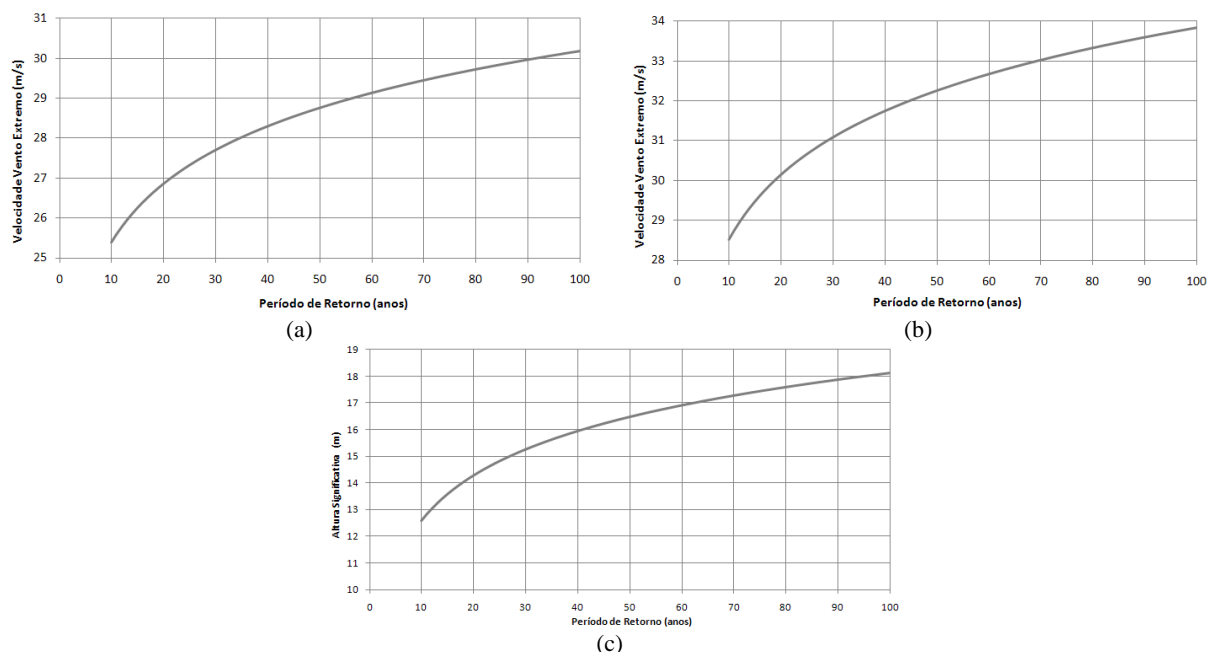 31
30
29
28
27
26
25
0 10 20 30 40 50 60 70 80 90 100
Velocidade Vento Extremo (m/s)
Período de Retorno (anos)
(a)
34
33
32
31
30
29
28
0 10 20 30 40 50 60 70 80 90 100
Velocidade Vento Extremo (m/s)
Período de Retorno (anos)
(b)
19
18
17
16
15
14
13
12
11
10
0 10 20 30 40 50 60 70 80 90 100
Altura Significativa (m)
Período de Retorno (anos)
(c)